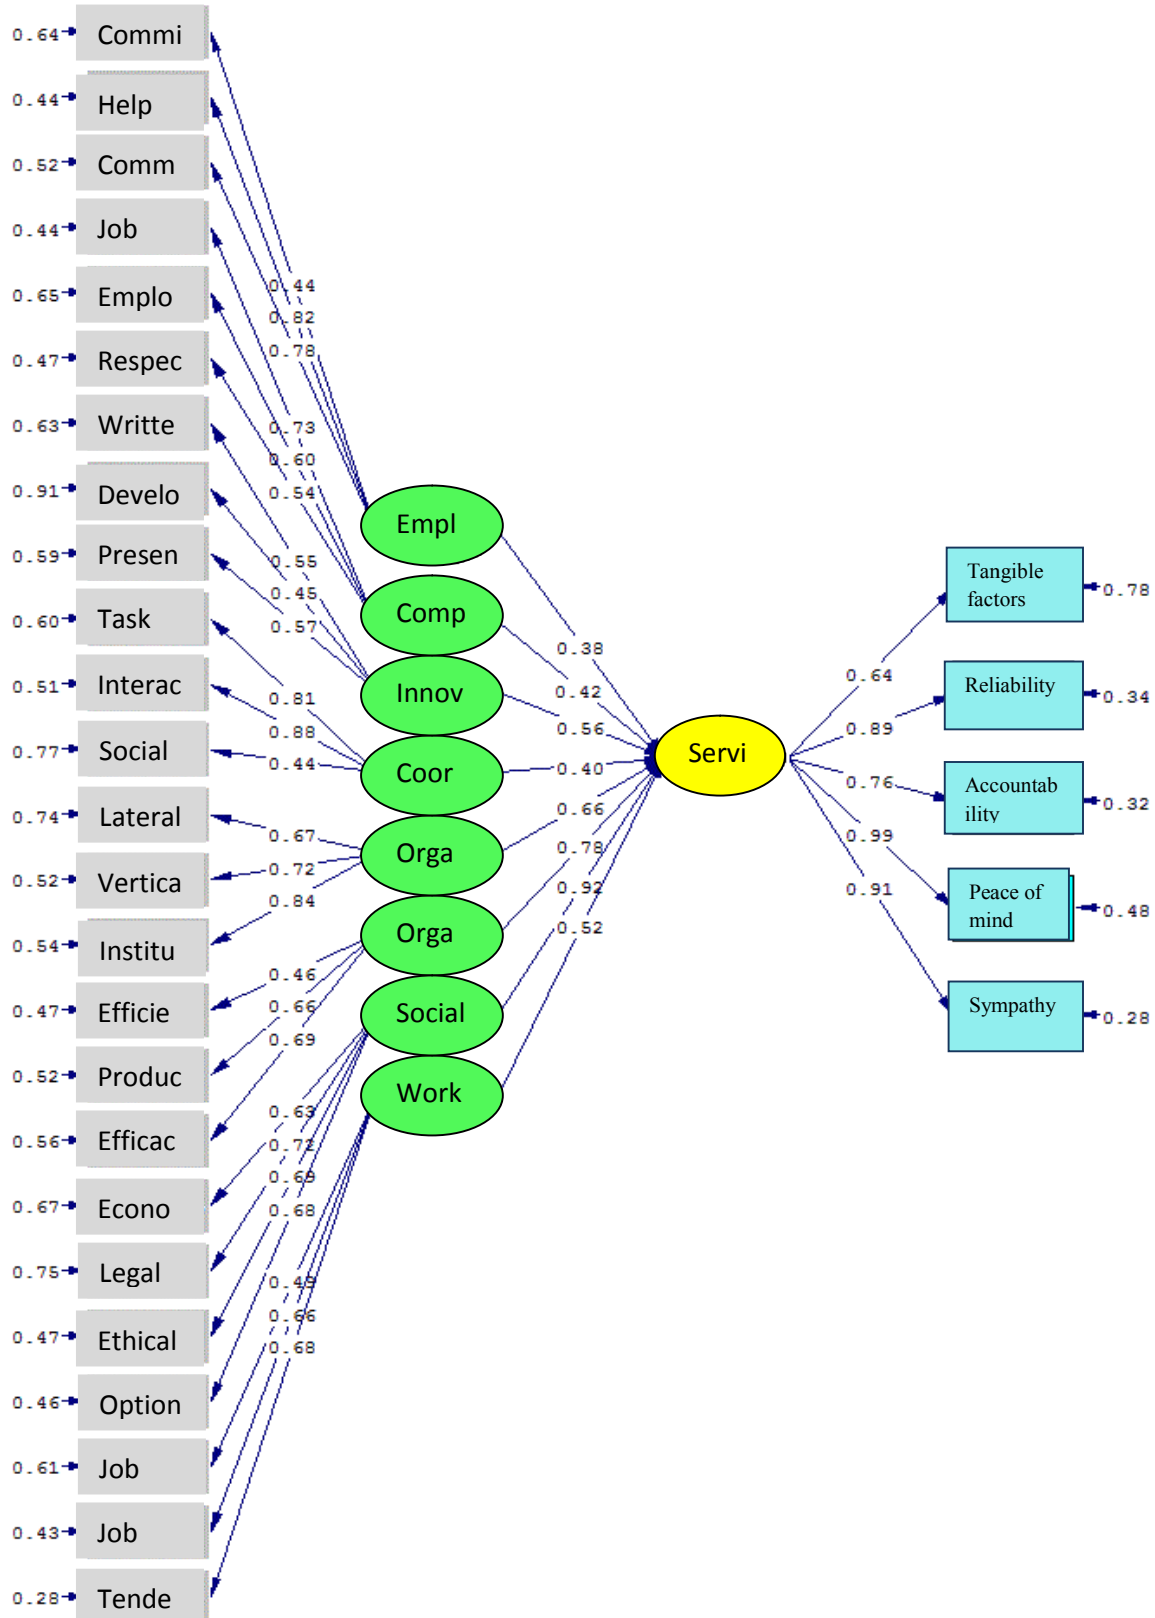 0.64 Commi
0.44 Help
0.52 Comm
0.44 Job
0.65 Emplo
0.47 Respec
0.63 Writte
0.91 Develo
0.59 Presen
0.60 Task
0.51 Interac
0.77 Social
0.74 Lateral
0.52 Vertica
0.54 Institu
0.47 Efficie
0.52 Produc
0.56 Efficac
0.67 Econo
0.75 Legal
0.47 Ethical
0.46 Option
0.61 Job
0.43 Job
0.28 Tende
0.44
0.82
0.78
0.73
0.60
0.54
0.55
0.45
0.57
0.81
0.88
0.44
0.67
0.72
0.84
0.46
0.66
0.69
0.63
0.72
0.69
0.68
0.49
0.66
0.68
Empl
Comp
Innov
Coor
Orga
Orga
Social
Work
0.38
0.42
0.56
0.40
0.66
0.78
0.92
0.52
Servi
0.64
0.89
0.76
0.99
0.91
Tangible
factors
0.78
Reliability
0.34
Accountab
ility
0.32
Peace of
mind
0.48
Sympathy
0.28